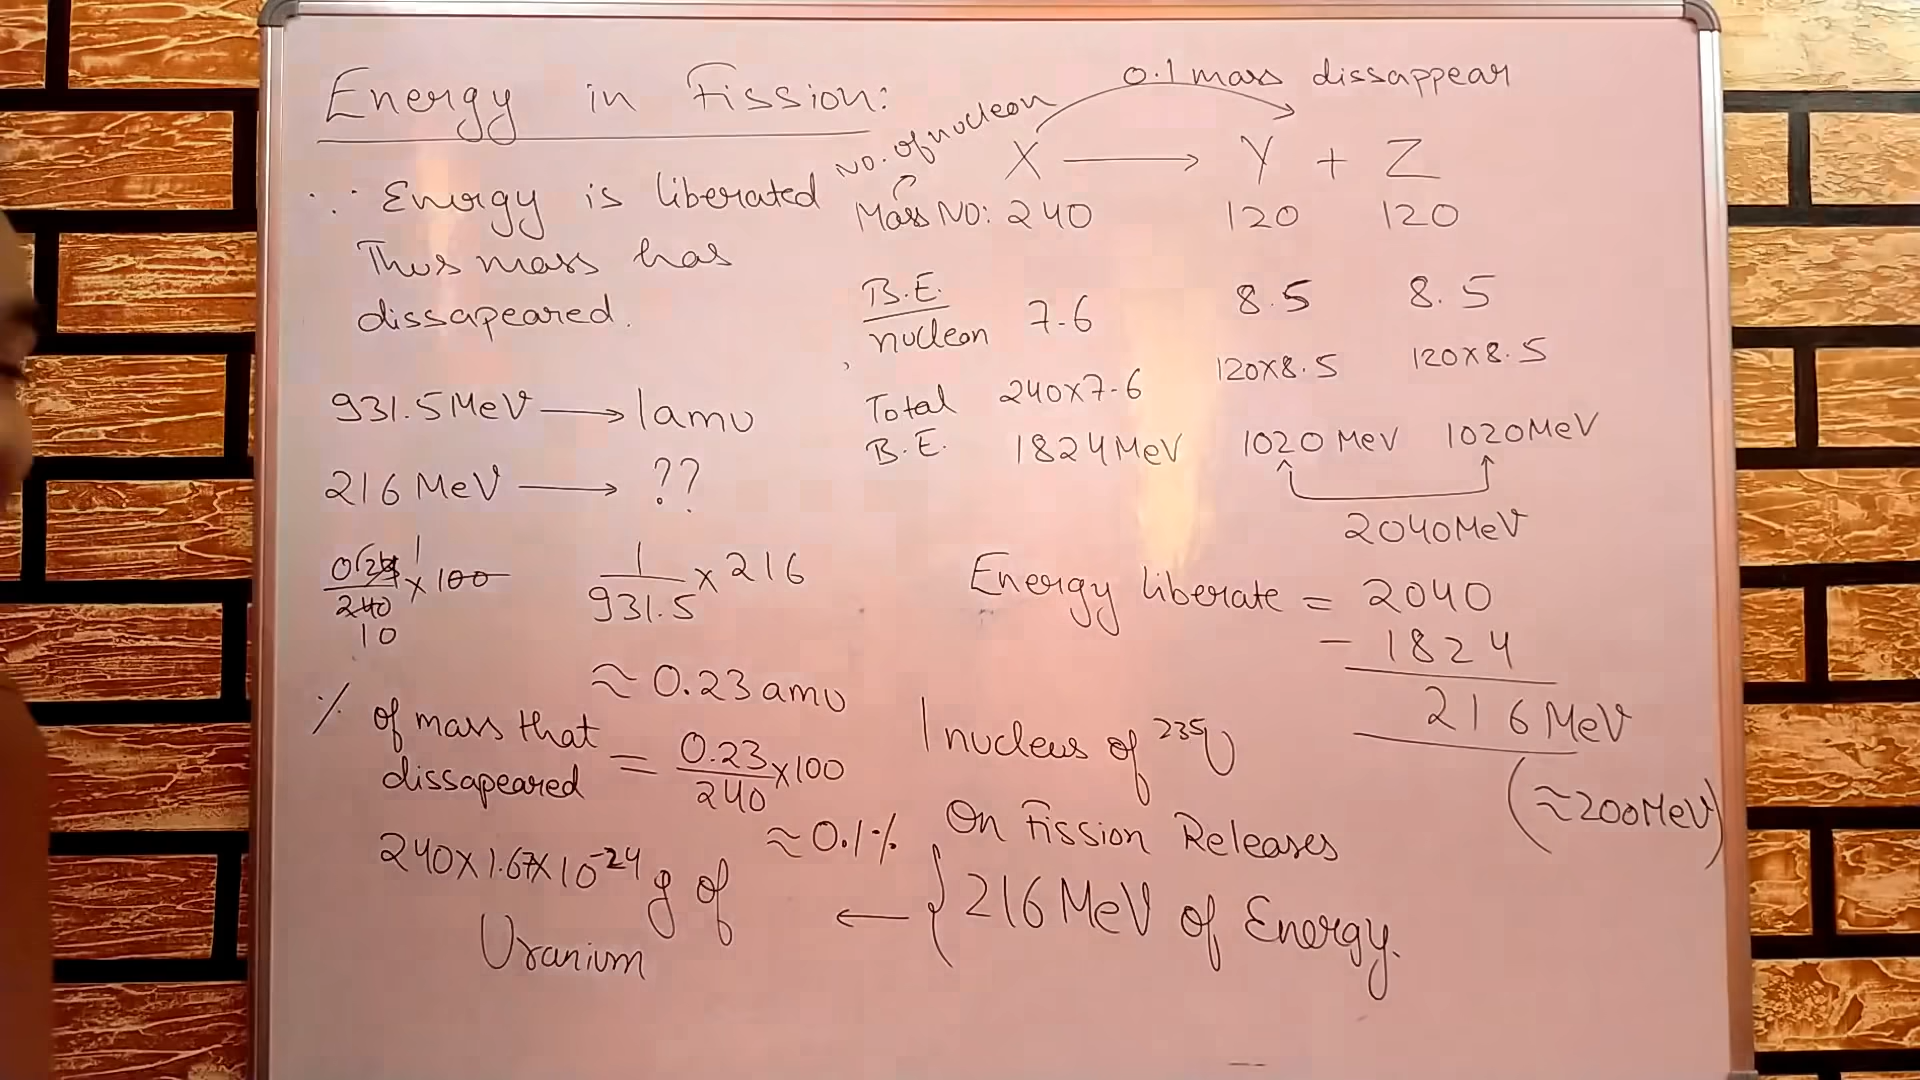 Energy in Fission:
∵ Energy is liberated
Thus mass has
dissapeared.
931.5 MeV → 1 amu
216 MeV → ??
×100
240
10
1/931.5 × 216
≈ 0.23 amu
% of mass that
dissapeared = 0.23/240 × 100
≈ 0.1%
240×1.67×10⁻²⁴ g of
Uranium
0.1 mass dissappear
No. of nucleon
X → Y + Z
Mass NO: 240 120 120
B.E./nucleon 7.6 8.5 8.5
Total 240×7.6 120×8.5 120×8.5
B.E. 1824 MeV 1020 MeV 1020 MeV
2040 MeV
Energy liberate = 2040
- 1824
216 MeV
(≈200 MeV)
1 nucleus of ²³⁵U
On Fission Releases
← { 216 MeV of Energy.